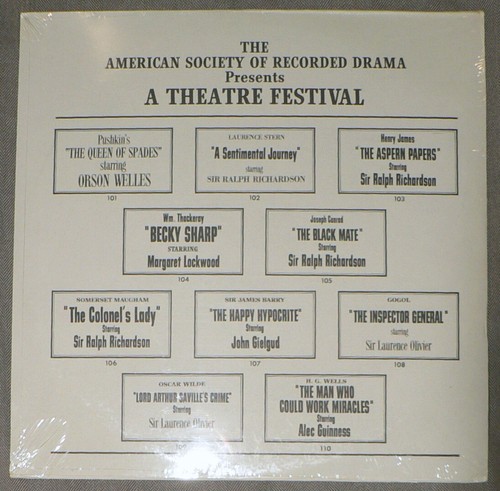 THE
AMERICAN SOCIETY OF RECORDED DRAMA
Presents
A THEATRE FESTIVAL
Pushkin's
"THE QUEEN OF SPADES"
starring
ORSON WELLES
101
LAURENCE STERN
"A Sentimental Journey"
starring
SIR RALPH RICHARDSON
102
Henry James
"THE ASPERN PAPERS"
Starring
Sir Ralph Richardson
103
Wm. Thackeray
"BECKY SHARP"
STARRING
Margaret Lockwood
104
Joseph Conrad
"THE BLACK MATE"
Starring
Sir Ralph Richardson
105
SOMERSET MAUGHAM
"The Colonel's Lady"
Starring
Sir Ralph Richardson
106
SIR JAMES BARRY
"THE HAPPY HYPOCRITE"
Starring
John Gielgud
107
GOGOL
"THE INSPECTOR GENERAL"
starring
Sir Laurence Olivier
108
OSCAR WILDE
"LORD ARTHUR SAVILLE'S CRIME"
Starring
Sir Laurence Olivier
H. G. WELLS
"THE MAN WHO
COULD WORK MIRACLES"
Starring
Alec Guinness
110